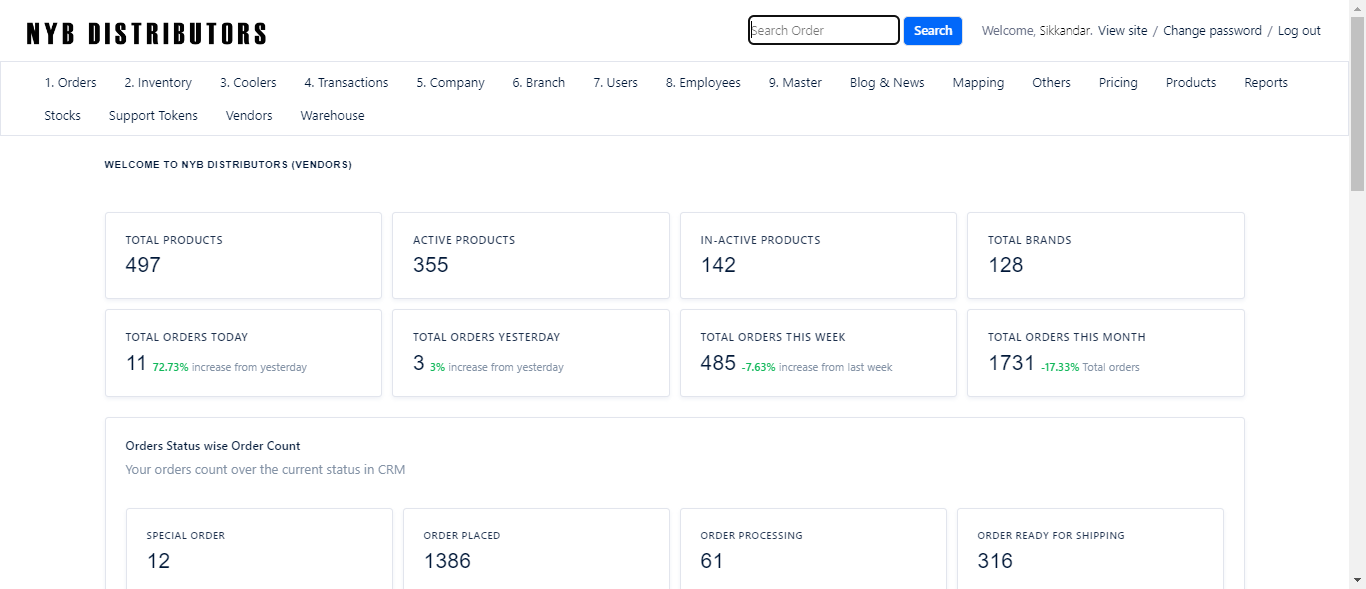 NYB DISTRIBUTORS
Search Order Search Welcome, Sikkandar. View site / Change password / Log out
1. Orders 2. Inventory 3. Coolers 4. Transactions 5. Company 6. Branch 7. Users 8. Employees 9. Master Blog & News Mapping Others Pricing Products Reports
Stocks Support Tokens Vendors Warehouse
WELCOME TO NYB DISTRIBUTORS (VENDORS)
TOTAL PRODUCTS ACTIVE PRODUCTS IN-ACTIVE PRODUCTS TOTAL BRANDS
497 355 142 128
TOTAL ORDERS TODAY TOTAL ORDERS YESTERDAY TOTAL ORDERS THIS WEEK TOTAL ORDERS THIS MONTH
11 72.73% increase from yesterday 3 3% increase from yesterday 485 -7.63% increase from last week 1731 -17.33% Total orders
Orders Status wise Order Count
Your orders count over the current status in CRM
SPECIAL ORDER ORDER PLACED ORDER PROCESSING ORDER READY FOR SHIPPING
12 1386 61 316